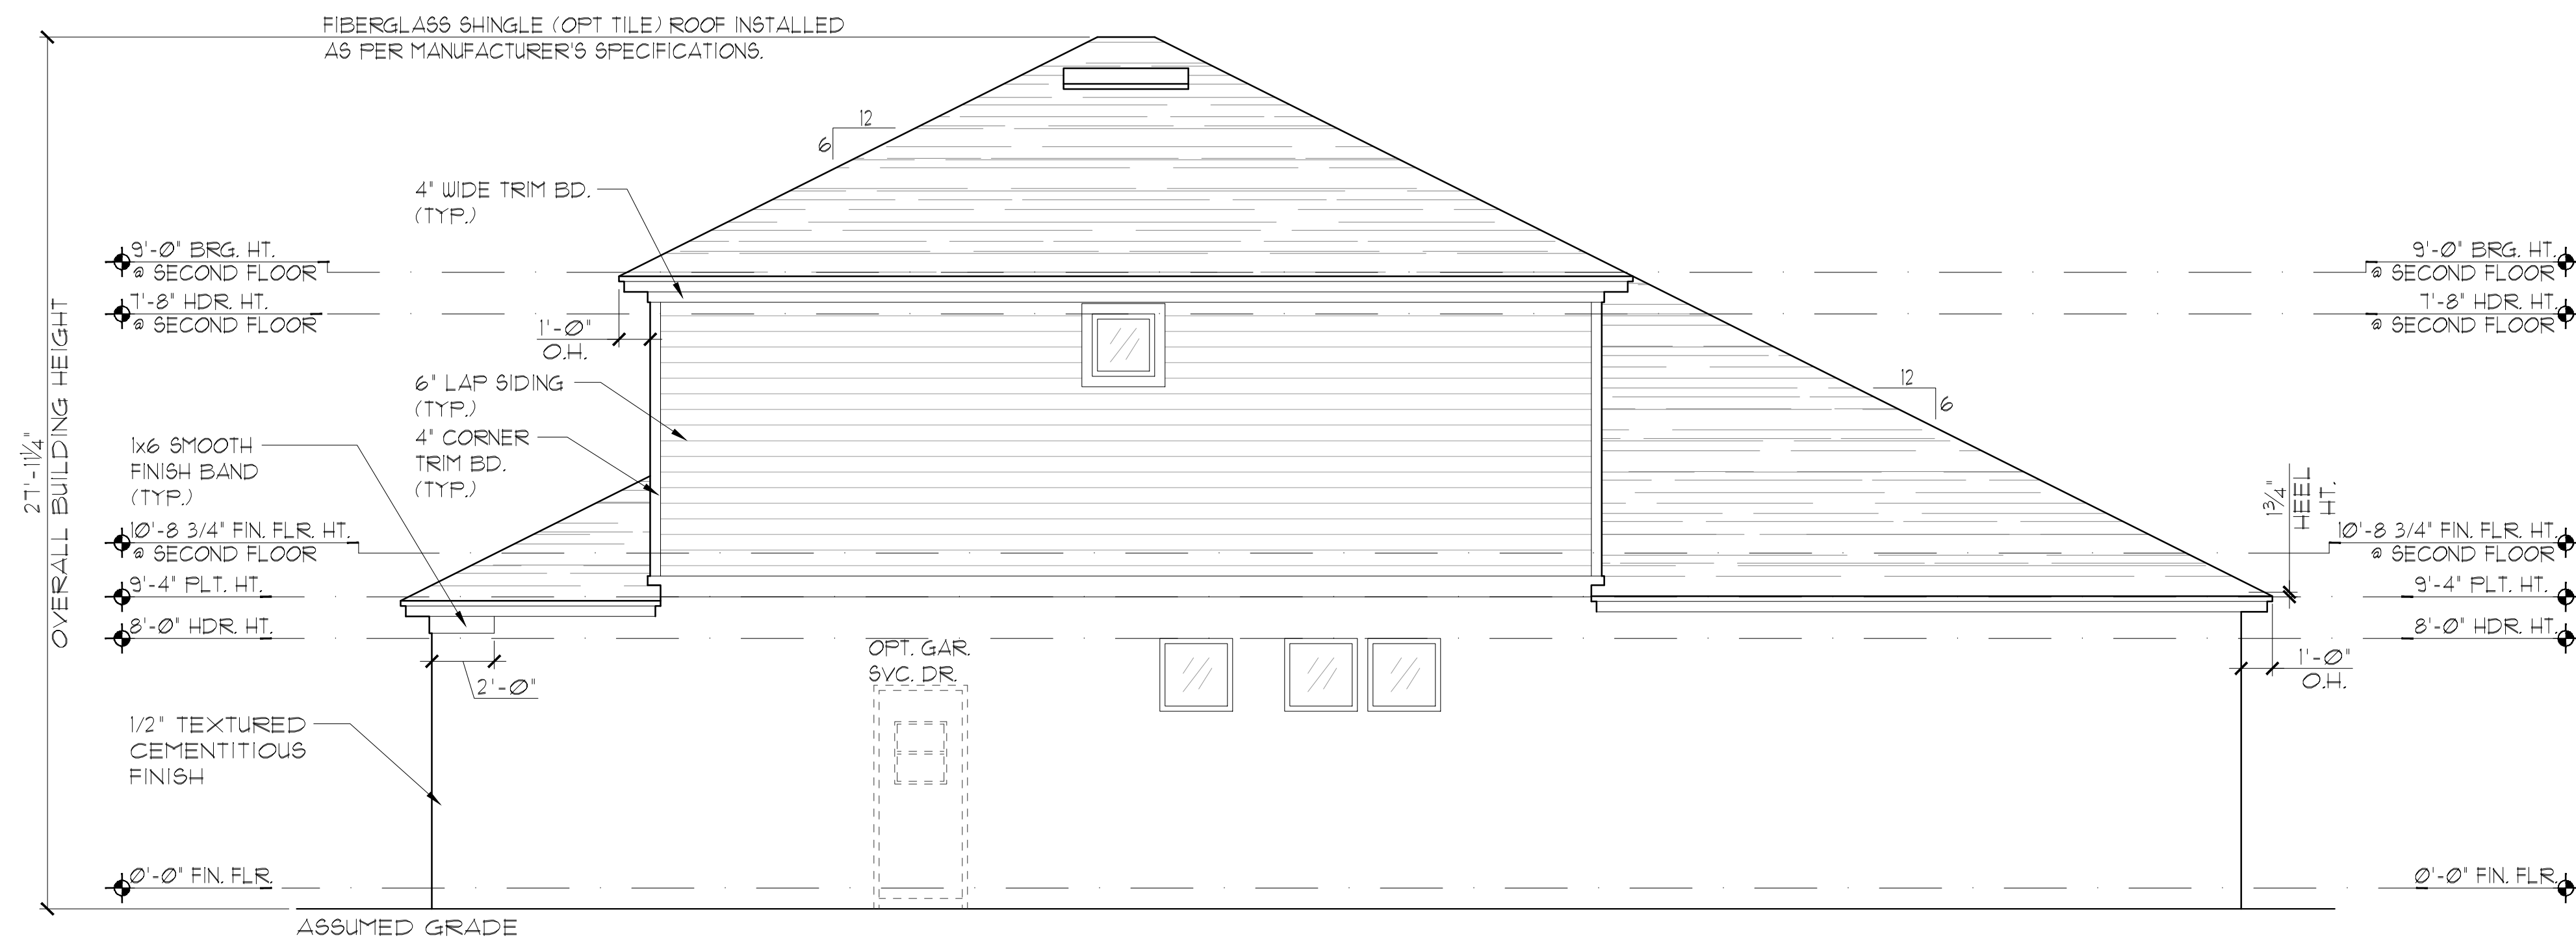 FIBERGLASS SHINGLE (OPT TILE) ROOF INSTALLED
AS PER MANUFACTURER'S SPECIFICATIONS.
12
6
4" WIDE TRIM BD.
(TYP.)
9'-0" BRG. HT.
@ SECOND FLOOR
7'-8" HDR. HT.
@ SECOND FLOOR
9'-0" BRG. HT.
@ SECOND FLOOR
7'-8" HDR. HT.
@ SECOND FLOOR
1'-0"
O.H.
27'-11 1/4"
OVERALL BUILDING HEIGHT
6" LAP SIDING
(TYP.)
4" CORNER
TRIM BD.
(TYP.)
12
6
1x6 SMOOTH
FINISH BAND
(TYP.)
1 3/4"
HEEL
HT.
10'-8 3/4" FIN. FLR. HT.
@ SECOND FLOOR
9'-4" PLT. HT.
8'-0" HDR. HT.
10'-8 3/4" FIN. FLR. HT.
@ SECOND FLOOR
9'-4" PLT. HT.
8'-0" HDR. HT.
OPT. GAR.
SVC. DR.
2'-0"
1'-0"
O.H.
1/2" TEXTURED
CEMENTITIOUS
FINISH
0'-0" FIN. FLR.
0'-0" FIN. FLR.
ASSUMED GRADE